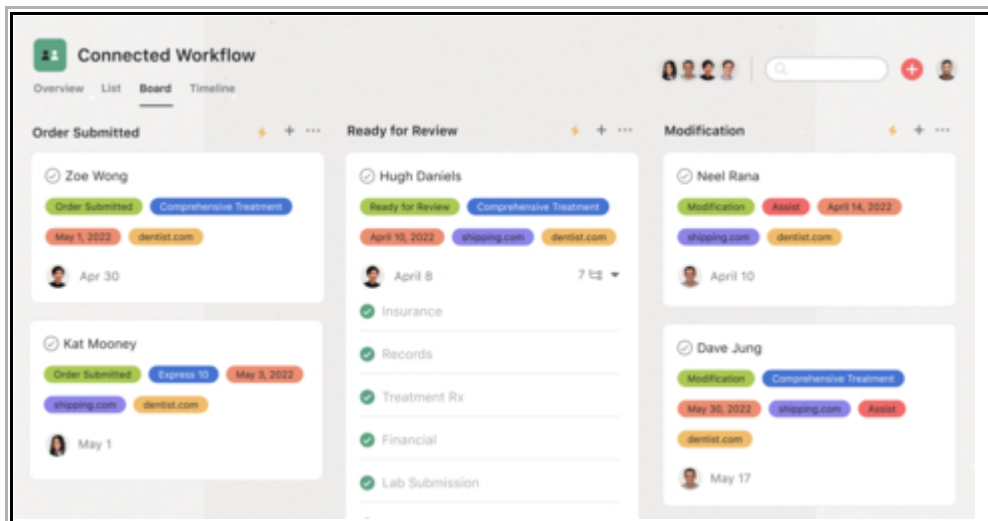 Connected Workflow
Overview List Board Timeline
Order Submitted
Zoe Wong
Order Submitted Comprehensive Treatment
May 1, 2022 dentist.com
Apr 30
Kat Mooney
Order Submitted Express 10 May 3, 2022
shipping.com dentist.com
May 1
Ready for Review
Hugh Daniels
Ready for Review Comprehensive Treatment
April 10, 2022 shipping.com dentist.com
April 8 7
Insurance
Records
Treatment Rx
Financial
Lab Submission
Modification
Neel Rana
Modification Assist April 14, 2022
shipping.com dentist.com
April 10
Dave Jung
Modification Comprehensive Treatment
May 30, 2022 shipping.com Assist
dentist.com
May 17